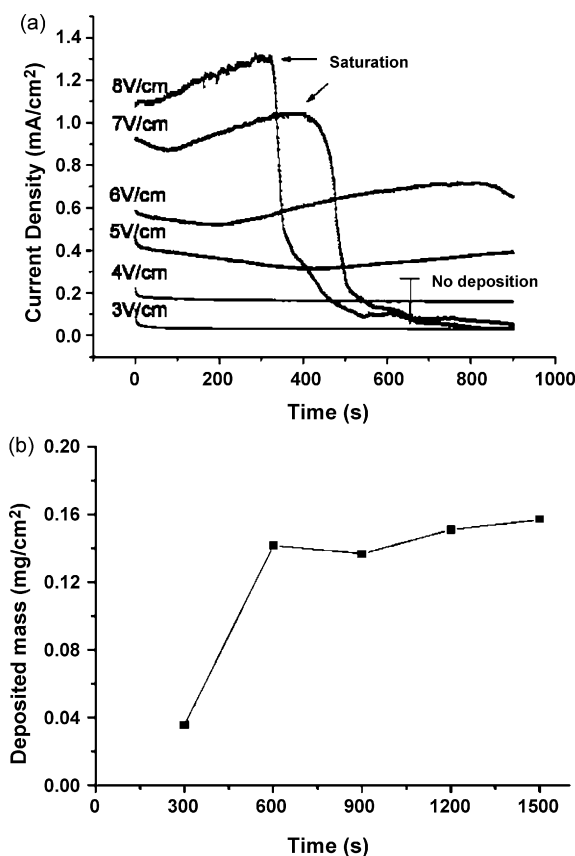 (a)
1.4
1.2
1.0
0.8
0.6
0.4
0.2
0.0
Current Density (mA/cm²)
8V/cm
7V/cm
6V/cm
5V/cm
4V/cm
3V/cm
Saturation
No deposition
0
200
400
600
800
1000
Time (s)
(b)
0.20
0.16
0.12
0.08
0.04
0.00
Deposited mass (mg/cm²)
0
300
600
900
1200
1500
Time (s)